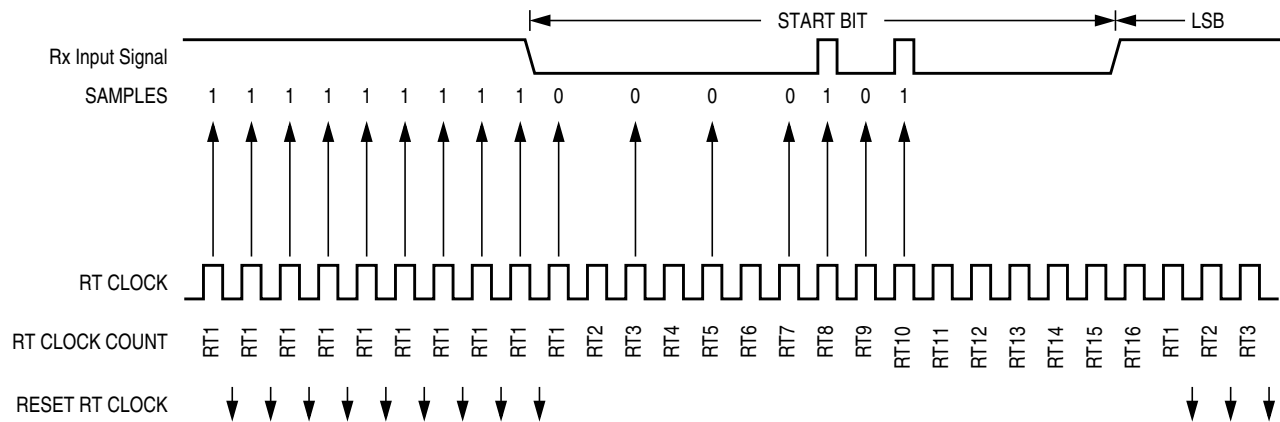 START BIT LSB
Rx Input Signal
SAMPLES 1 1 1 1 1 1 1 1 1 0 0 0 0 1 0 1
RT CLOCK
RT CLOCK COUNT RT1 RT1 RT1 RT1 RT1 RT1 RT1 RT1 RT1 RT1 RT2 RT3 RT4 RT5 RT6 RT7 RT8 RT9 RT10 RT11 RT12 RT13 RT14 RT15 RT16 RT1 RT2 RT3
RESET RT CLOCK